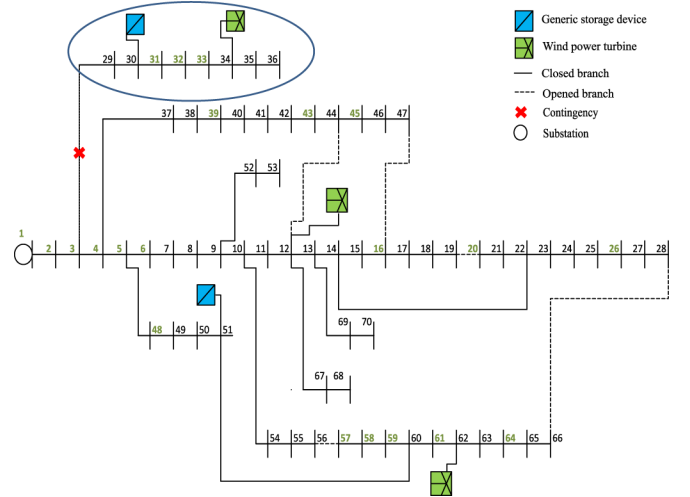 Generic storage device
Wind power turbine
Closed branch
Opened branch
Contingency
Substation
29 30 31 32 33 34 35 36
37 38 39 40 41 42 43 44 45 46 47
52 53
1
2 3 4 5 6 7 8 9 10 11 12 13 14 15 16 17 18 19 20 21 22 23 24 25 26 27 28
48 49 50 51
69 70
67 68
54 55 56 57 58 59 60 61 62 63 64 65 66